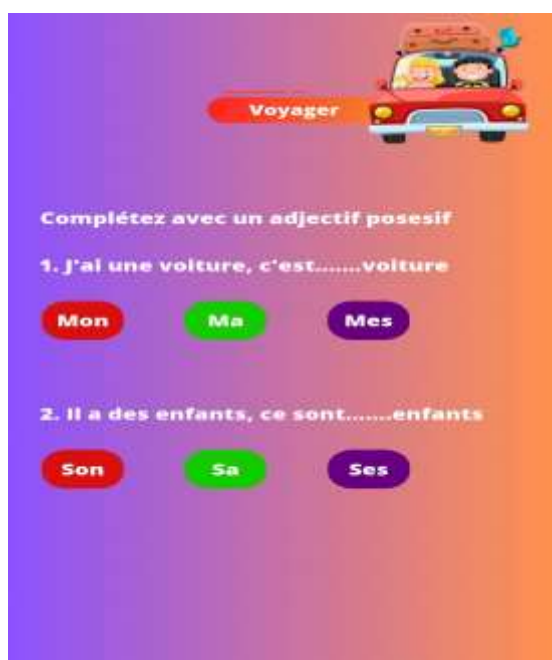 Voyager
Complétez avec un adjectif posesif
1. J'ai une voiture, c'est.......voiture
Mon Ma Mes
2. Il a des enfants, ce sont.......enfants
Son Sa Ses